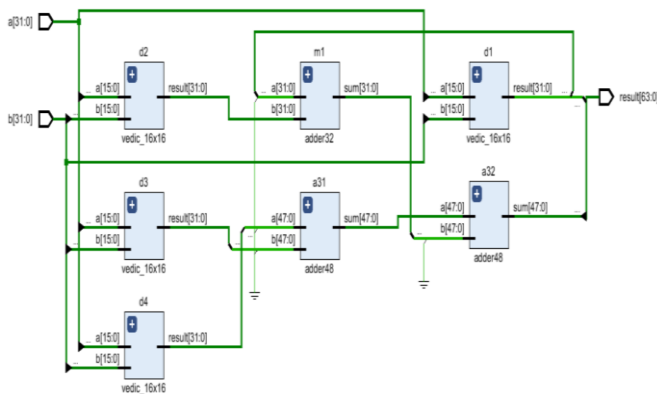 a[31:0]
b[31:0]
d2
a[15:0] result[31:0]
b[15:0]
vedic_16x16
m1
a[31:0] sum[31:0]
b[31:0]
adder32
d1
a[15:0] result[31:0]
b[15:0]
vedic_16x16
result[63:0]
d3
a[15:0] result[31:0]
b[15:0]
vedic_16x16
a31
a[47:0] sum[47:0]
b[47:0]
adder48
a32
a[47:0] sum[47:0]
b[47:0]
adder48
d4
a[15:0] result[31:0]
b[15:0]
vedic_16x16